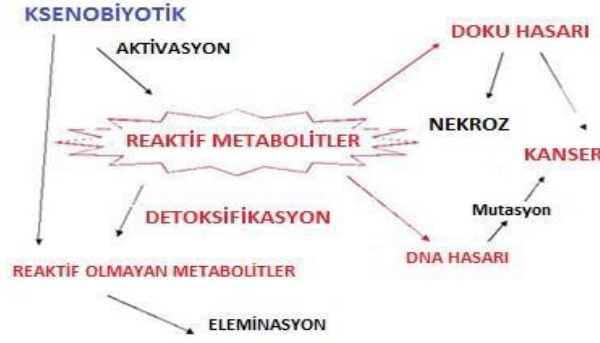 KSENOBİYOTİK
AKTİVASYON
DOKU HASARI
NEKROZ
REAKTİF METABOLİTLER
KANSER
DETOKSİFİKASYON
Mutasyon
DNA HASARI
REAKTİF OLMAYAN METABOLİTLER
ELEMİNASYON